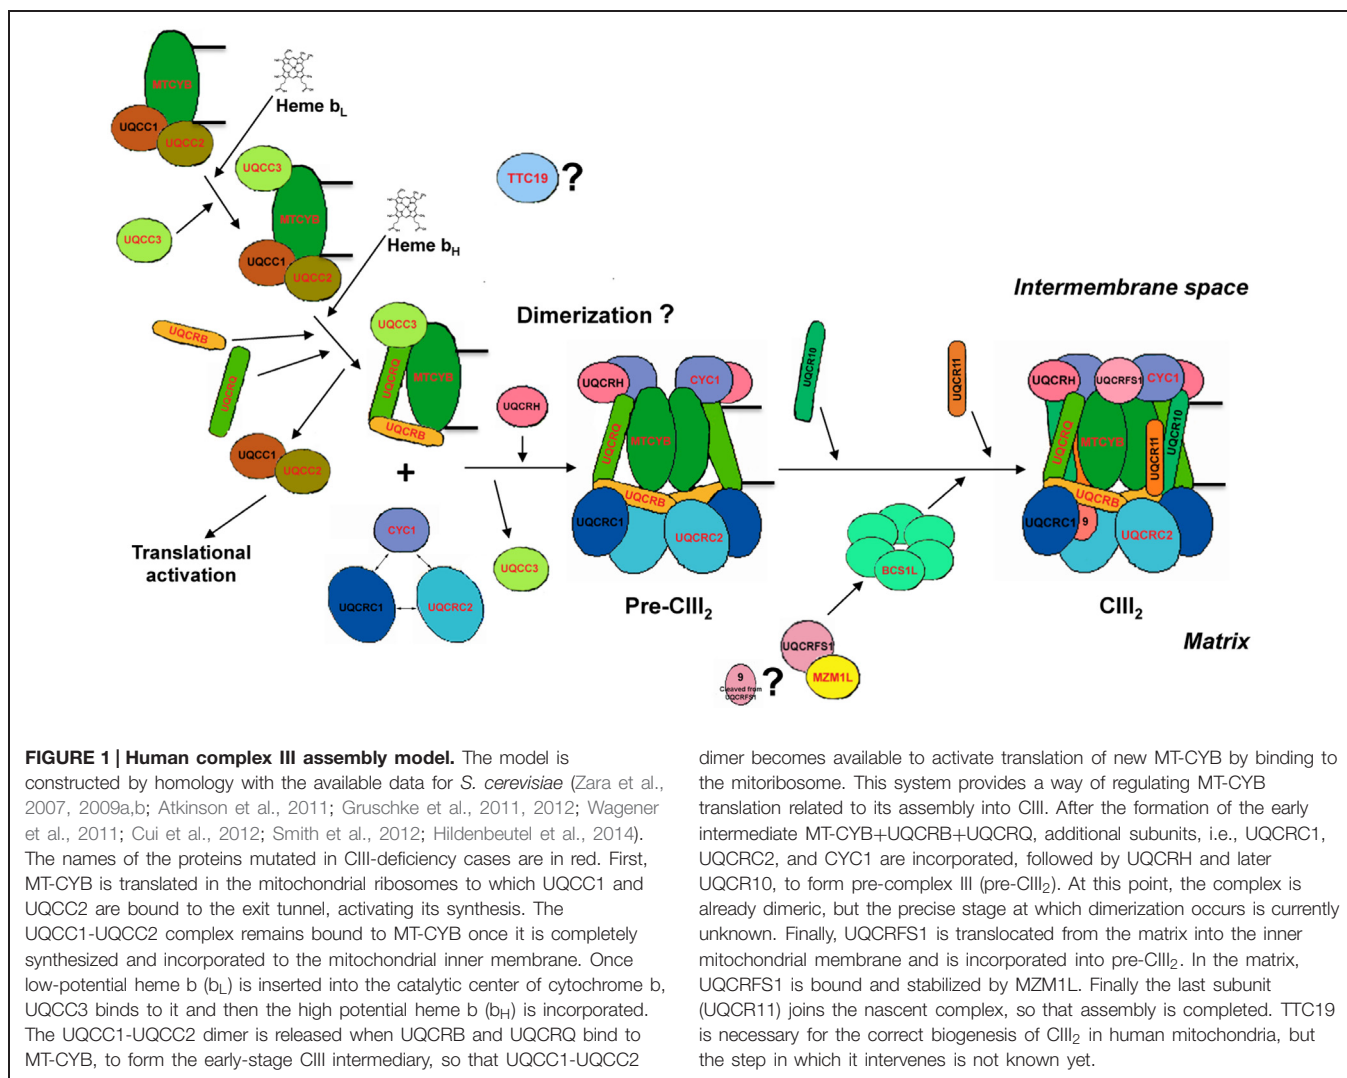 MTCYB
UQCC1
UQCC2
Heme bL
UQCC3
UQCC3
MTCYB
UQCC1
UQCC2
Heme bH
TTC19 ?
UQCRB
UQCRQ
UQCC3
UQCRQ
MTCYB
UQCRB
UQCC1
UQCC2
Translational
activation
+
CYC1
UQCRC1
UQCRC2
UQCRH
UQCC3
Dimerization ?
UQCRH
CYC1
UQCRQ
MTCYB
UQCRB
UQCRC1
UQCRC2
Pre-CIII2
UQCR10
UQCR11
BCS1L
UQCRFS1
MZM1L
9
Cleaved from
UQCRFS1
?
Intermembrane space
UQCRH
UQCRFS1
CYC1
UQCRQ
MTCYB
UQCR11
UQCR10
UQCRB
UQCRC1
9
UQCRC2
CIII2
Matrix
FIGURE 1 | Human complex III assembly model. The model is
constructed by homology with the available data for S. cerevisiae (Zara et al.,
2007, 2009a,b; Atkinson et al., 2011; Gruschke et al., 2011, 2012; Wagener
et al., 2011; Cui et al., 2012; Smith et al., 2012; Hildenbeutel et al., 2014).
The names of the proteins mutated in CIII-deficiency cases are in red. First,
MT-CYB is translated in the mitochondrial ribosomes to which UQCC1 and
UQCC2 are bound to the exit tunnel, activating its synthesis. The
UQCC1-UQCC2 complex remains bound to MT-CYB once it is completely
synthesized and incorporated to the mitochondrial inner membrane. Once
low-potential heme b (bL) is inserted into the catalytic center of cytochrome b,
UQCC3 binds to it and then the high potential heme b (bH) is incorporated.
The UQCC1-UQCC2 dimer is released when UQCRB and UQCRQ bind to
MT-CYB, to form the early-stage CIII intermediary, so that UQCC1-UQCC2
dimer becomes available to activate translation of new MT-CYB by binding to
the mitoribosome. This system provides a way of regulating MT-CYB
translation related to its assembly into CIII. After the formation of the early
intermediate MT-CYB+UQCRB+UQCRQ, additional subunits, i.e., UQCRC1,
UQCRC2, and CYC1 are incorporated, followed by UQCRH and later
UQCR10, to form pre-complex III (pre-CIII2). At this point, the complex is
already dimeric, but the precise stage at which dimerization occurs is currently
unknown. Finally, UQCRFS1 is translocated from the matrix into the inner
mitochondrial membrane and is incorporated into pre-CIII2. In the matrix,
UQCRFS1 is bound and stabilized by MZM1L. Finally the last subunit
(UQCR11) joins the nascent complex, so that assembly is completed. TTC19
is necessary for the correct biogenesis of CIII2 in human mitochondria, but
the step in which it intervenes is not known yet.